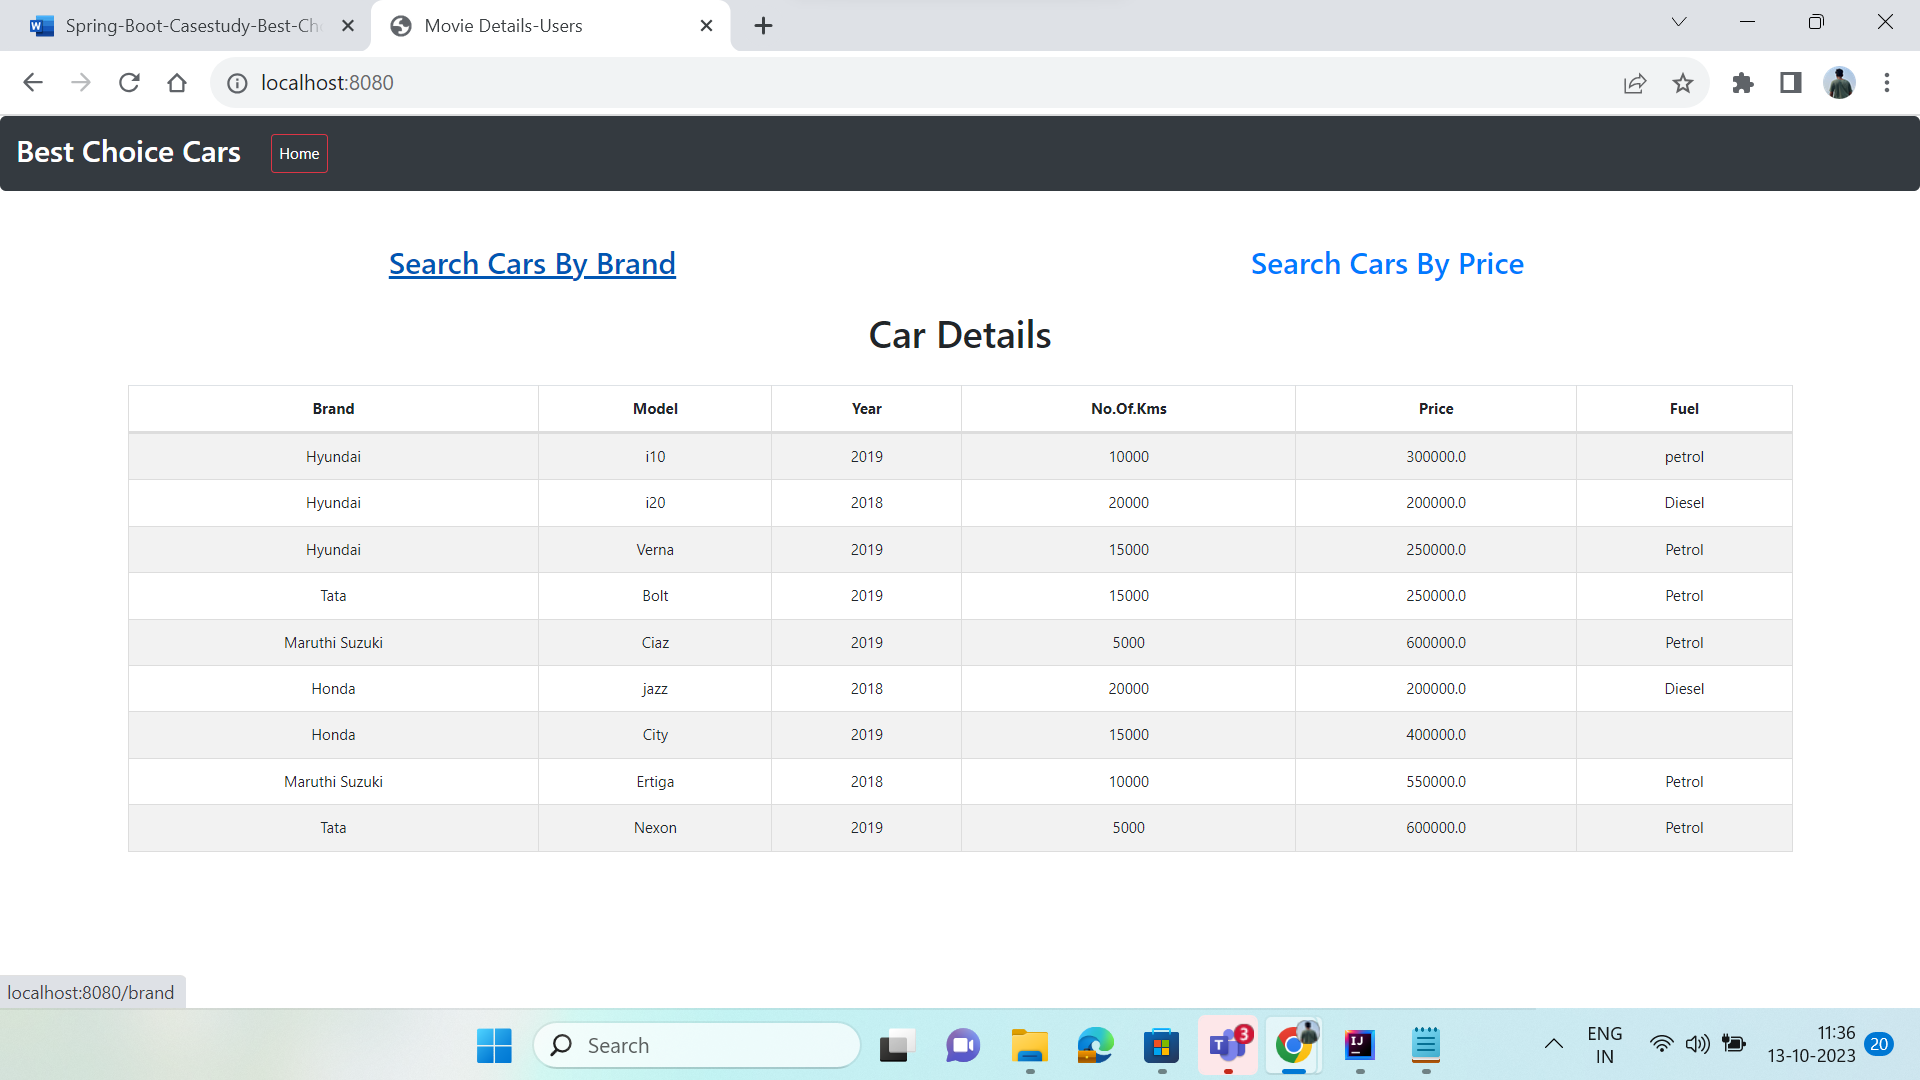 Spring-Boot-Casestudy-Best-Ch
Movie Details-Users
localhost:8080
Best Choice Cars Home
Search Cars By Brand Search Cars By Price
Car Details
Brand Model Year No.Of.Kms Price Fuel
Hyundai i10 2019 10000 300000.0 petrol
Hyundai i20 2018 20000 200000.0 Diesel
Hyundai Verna 2019 15000 250000.0 Petrol
Tata Bolt 2019 15000 250000.0 Petrol
Maruthi Suzuki Ciaz 2019 5000 600000.0 Petrol
Honda jazz 2018 20000 200000.0 Diesel
Honda City 2019 15000 400000.0
Maruthi Suzuki Ertiga 2018 10000 550000.0 Petrol
Tata Nexon 2019 5000 600000.0 Petrol
localhost:8080/brand
Search
3
ENG
IN
11:36
13-10-2023
20